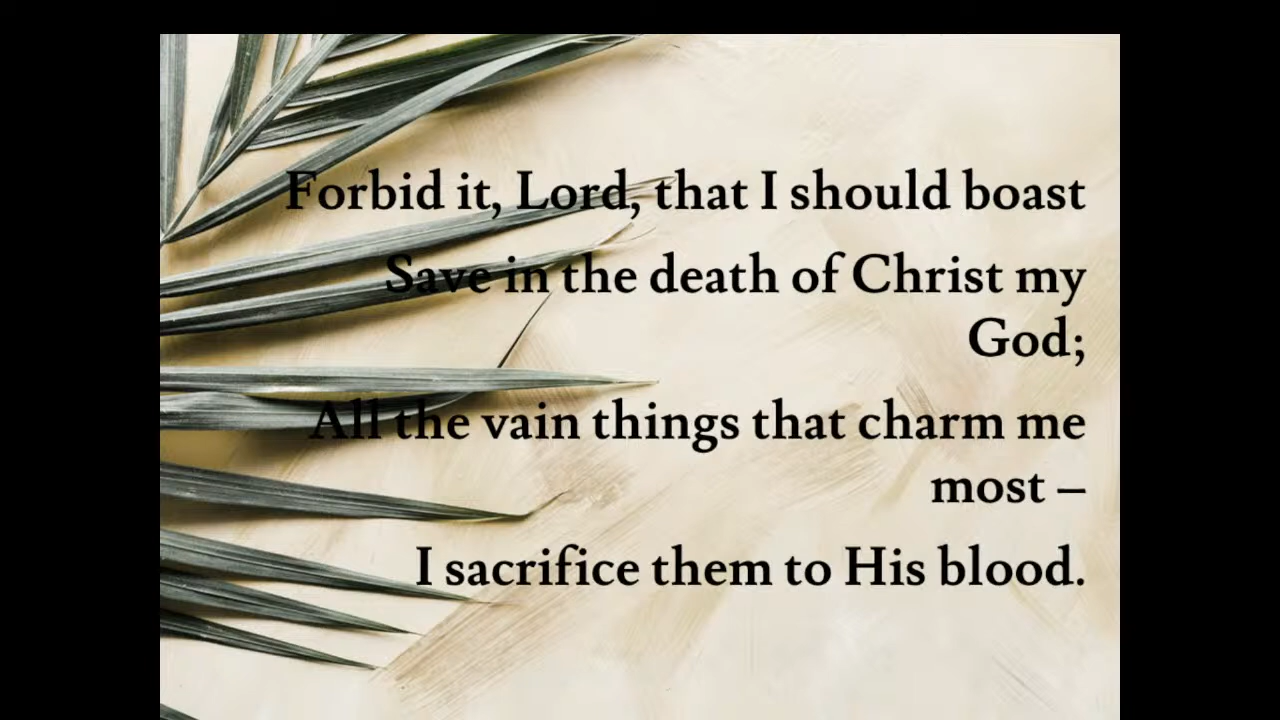 Forbid it, Lord, that I should boast
Save in the death of Christ my
God;
All the vain things that charm me
most –
I sacrifice them to His blood.